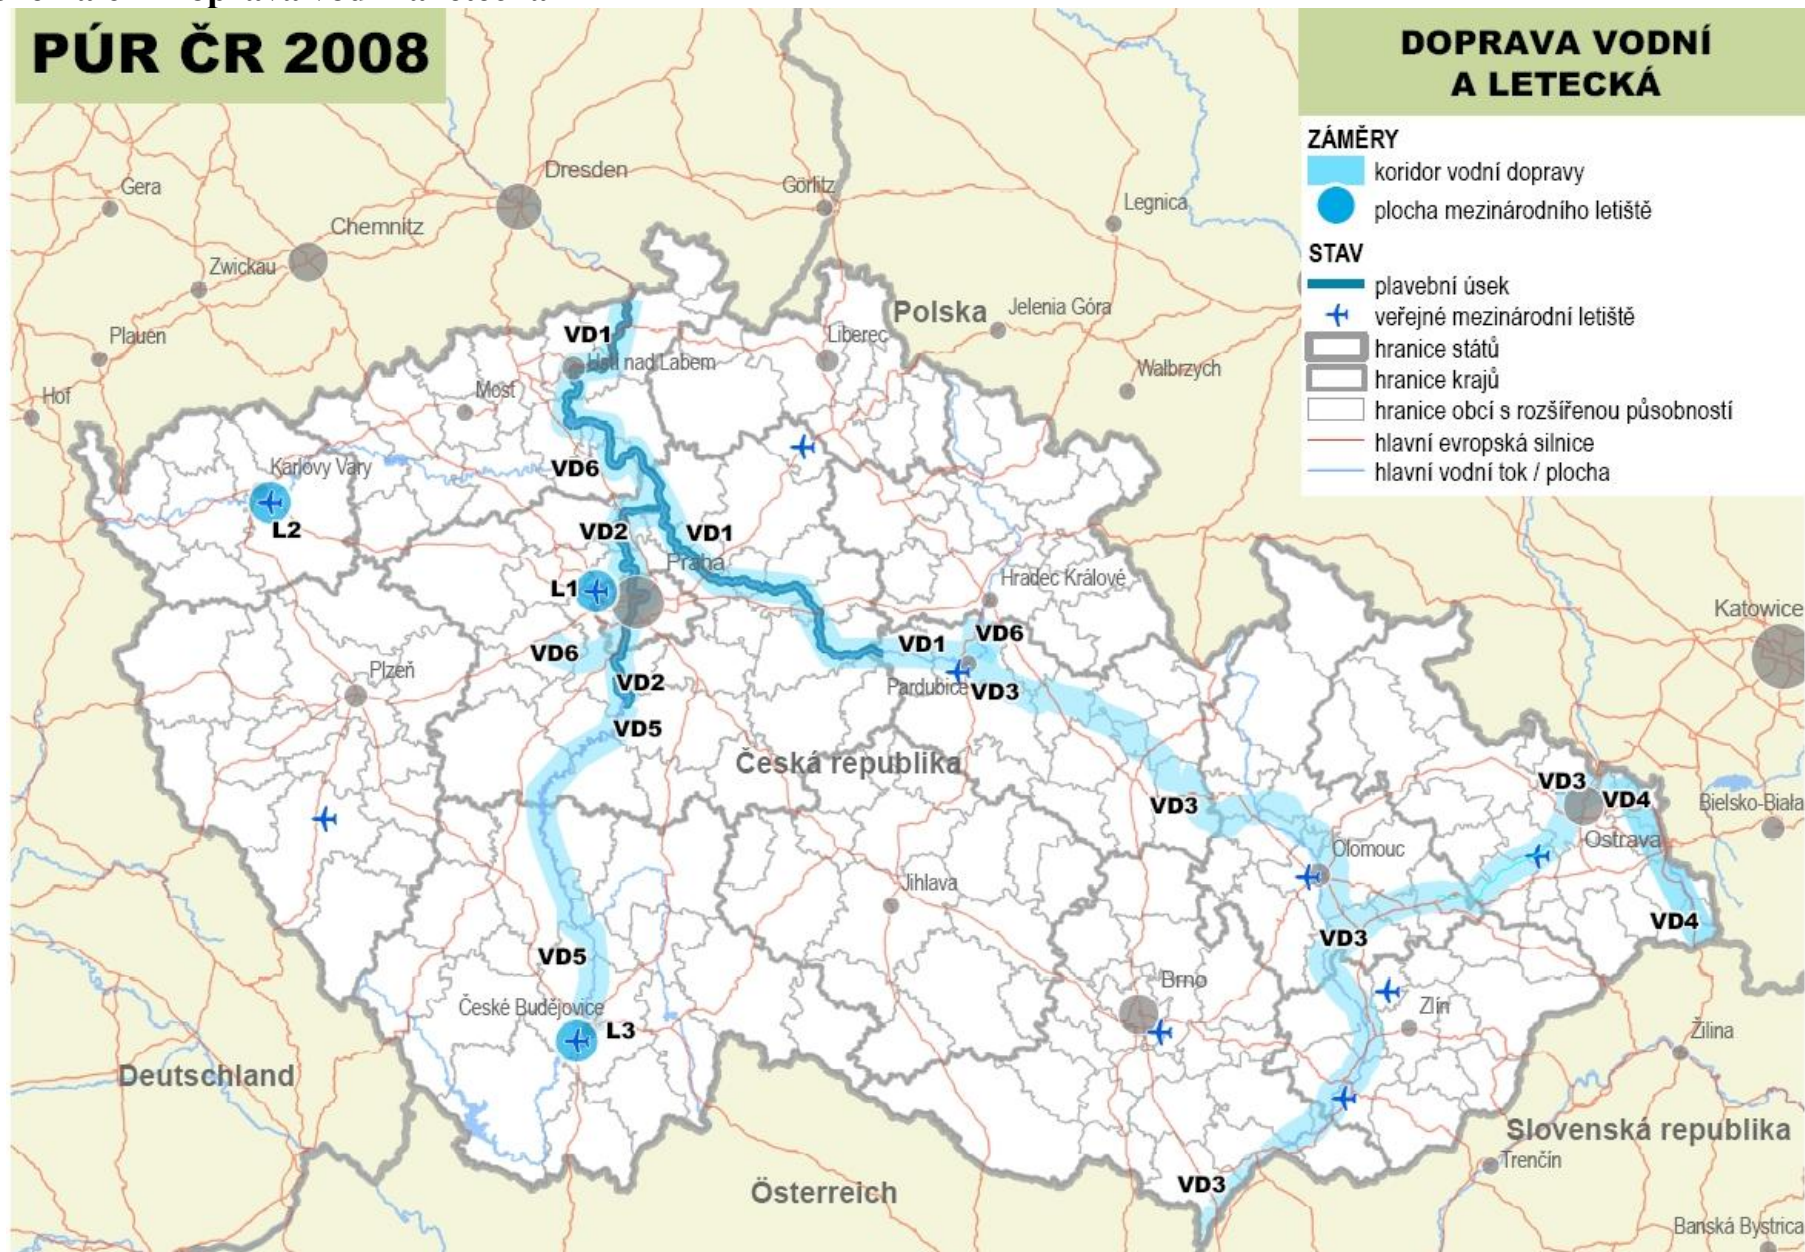 PÚR ČR 2008
DOPRAVA VODNÍ
A LETECKÁ
ZÁMĚRY
koridor vodní dopravy
plocha mezinárodního letiště
STAV
plavební úsek
veřejné mezinárodní letiště
hranice států
hranice krajů
hranice obcí s rozšířenou působností
hlavní evropská silnice
hlavní vodní tok / plocha
Dresden
Görlitz
Gera
Legnica
Chemnitz
Zwickau
Polska
Jelenia Góra
Plauen
VD1
Liberec
Ústí nad Labem
Wałbrzych
Most
Hof
Karlovy Vary
VD6
L2
VD2
VD1
Praha
Hradec Králové
L1
Katowice
VD6
VD1
VD6
Plzeň
VD2
Pardubice
VD3
VD5
Česká republika
VD3
VD4
VD3
Bielsko-Biała
Ostrava
Olomouc
Jihlava
VD4
VD3
VD5
Brno
České Budějovice
Zlín
L3
Žilina
Deutschland
Slovenská republika
Trenčín
VD3
Österreich
Banská Bystrica